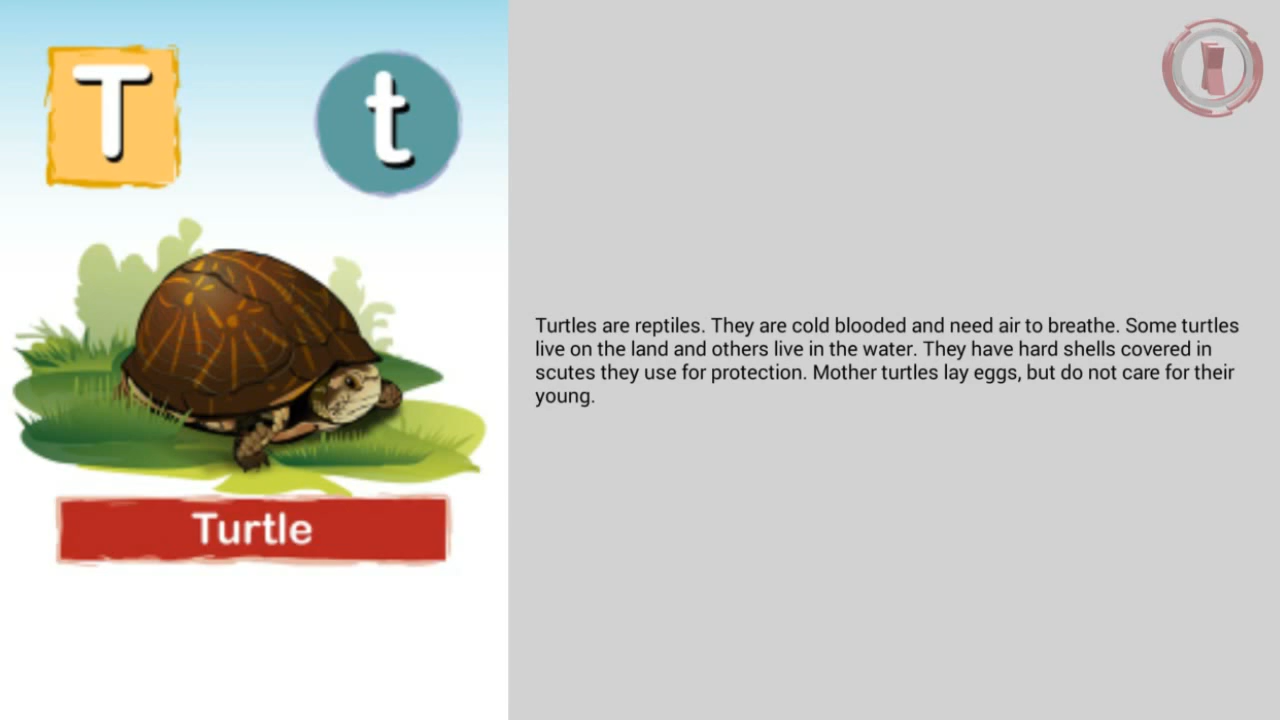 T
t
Turtle
Turtles are reptiles. They are cold blooded and need air to breathe. Some turtles
live on the land and others live in the water. They have hard shells covered in
scutes they use for protection. Mother turtles lay eggs, but do not care for their
young.